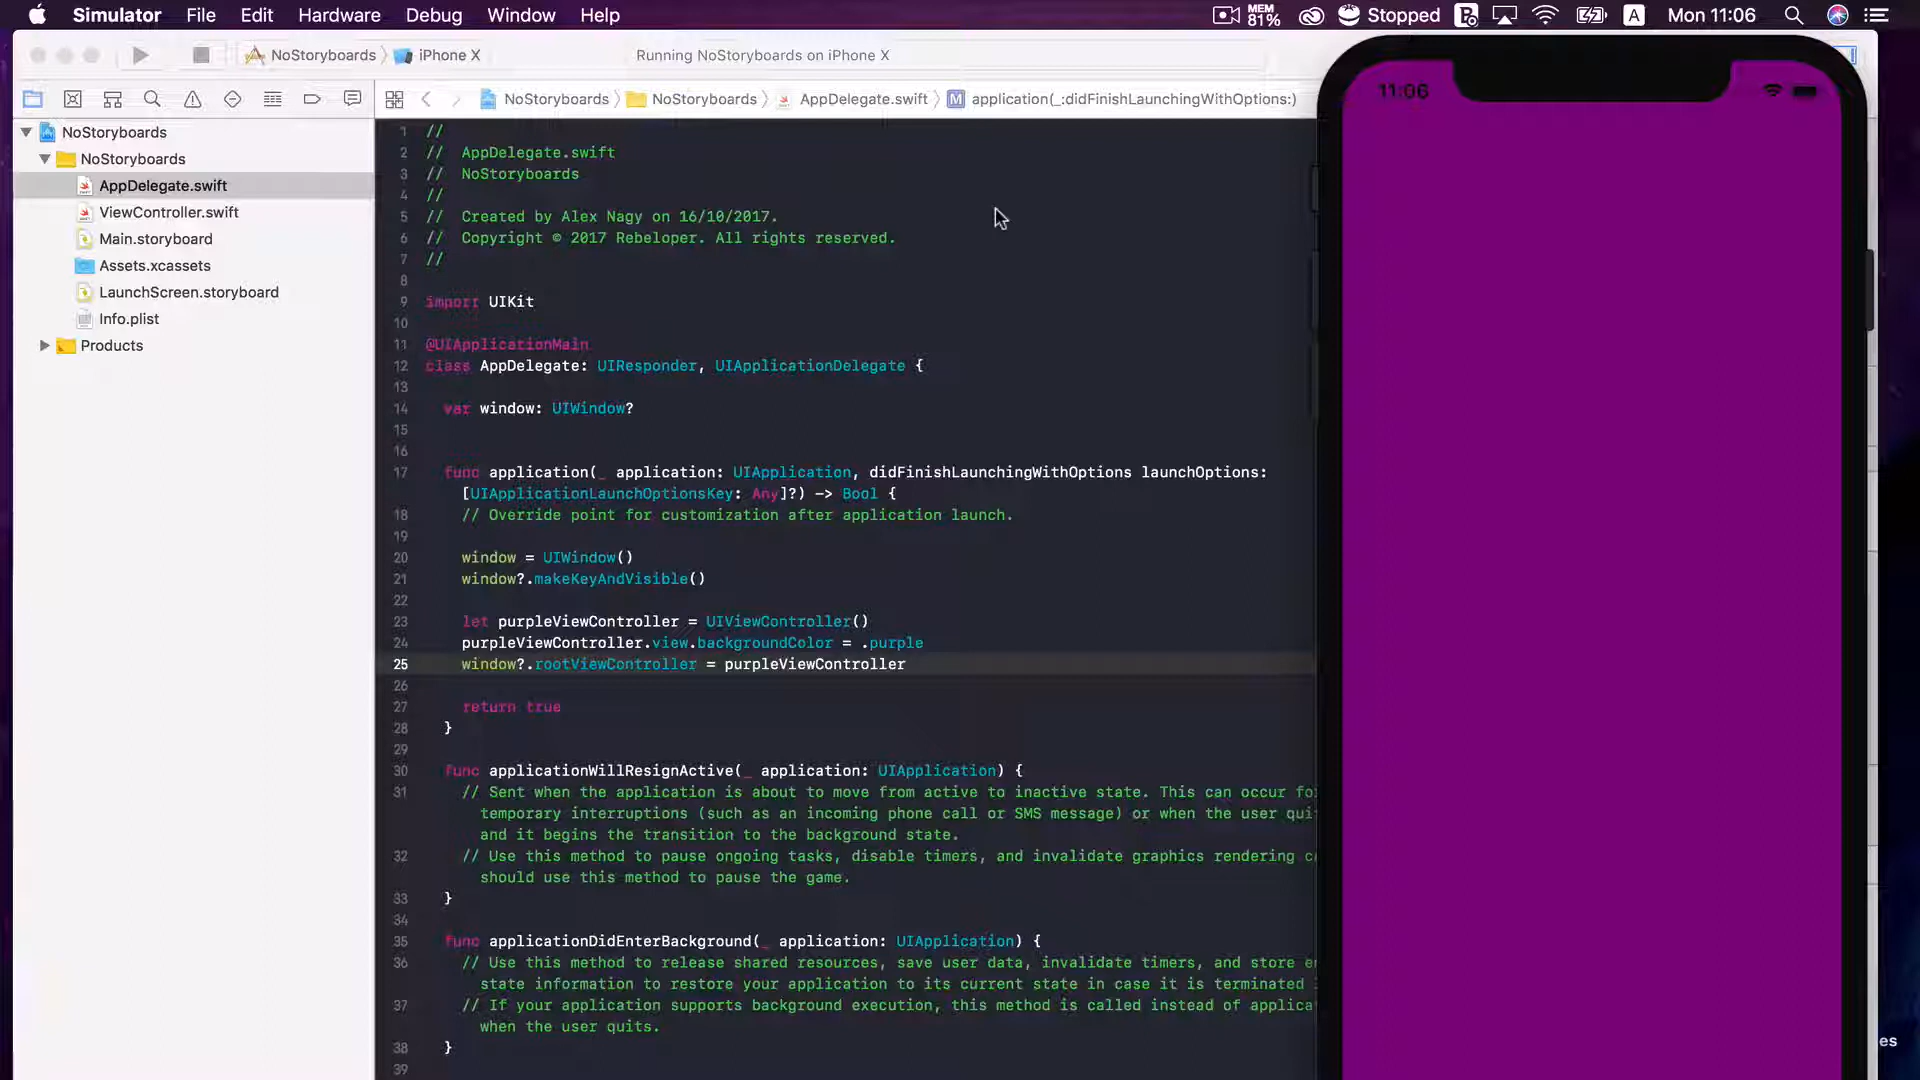 Simulator File Edit Hardware Debug Window Help MEM 81% Stopped A Mon 11:06
NoStoryboards iPhone X Running NoStoryboards on iPhone X
NoStoryboards NoStoryboards AppDelegate.swift M application(_:didFinishLaunchingWithOptions:)
11:06
NoStoryboards
NoStoryboards
AppDelegate.swift
ViewController.swift
Main.storyboard
Assets.xcassets
LaunchScreen.storyboard
Info.plist
Products
1 //
2 // AppDelegate.swift
3 // NoStoryboards
4 //
5 // Created by Alex Nagy on 16/10/2017.
6 // Copyright © 2017 Rebeloper. All rights reserved.
7 //
8
9 import UIKit
10
11 @UIApplicationMain
12 class AppDelegate: UIResponder, UIApplicationDelegate {
13
14 var window: UIWindow?
15
16
17 func application(_ application: UIApplication, didFinishLaunchingWithOptions launchOptions:
[UIApplicationLaunchOptionsKey: Any]?) -> Bool {
18 // Override point for customization after application launch.
19
20 window = UIWindow()
21 window?.makeKeyAndVisible()
22
23 let purpleViewController = UIViewController()
24 purpleViewController.view.backgroundColor = .purple
25 window?.rootViewController = purpleViewController
26
27 return true
28 }
29
30 func applicationWillResignActive(_ application: UIApplication) {
31 // Sent when the application is about to move from active to inactive state. This can occur fo
temporary interruptions (such as an incoming phone call or SMS message) or when the user qui
and it begins the transition to the background state.
32 // Use this method to pause ongoing tasks, disable timers, and invalidate graphics rendering c
should use this method to pause the game.
33 }
34
35 func applicationDidEnterBackground(_ application: UIApplication) {
36 // Use this method to release shared resources, save user data, invalidate timers, and store e
state information to restore your application to its current state in case it is terminated
37 // If your application supports background execution, this method is called instead of applica
when the user quits.
38 }
39
es